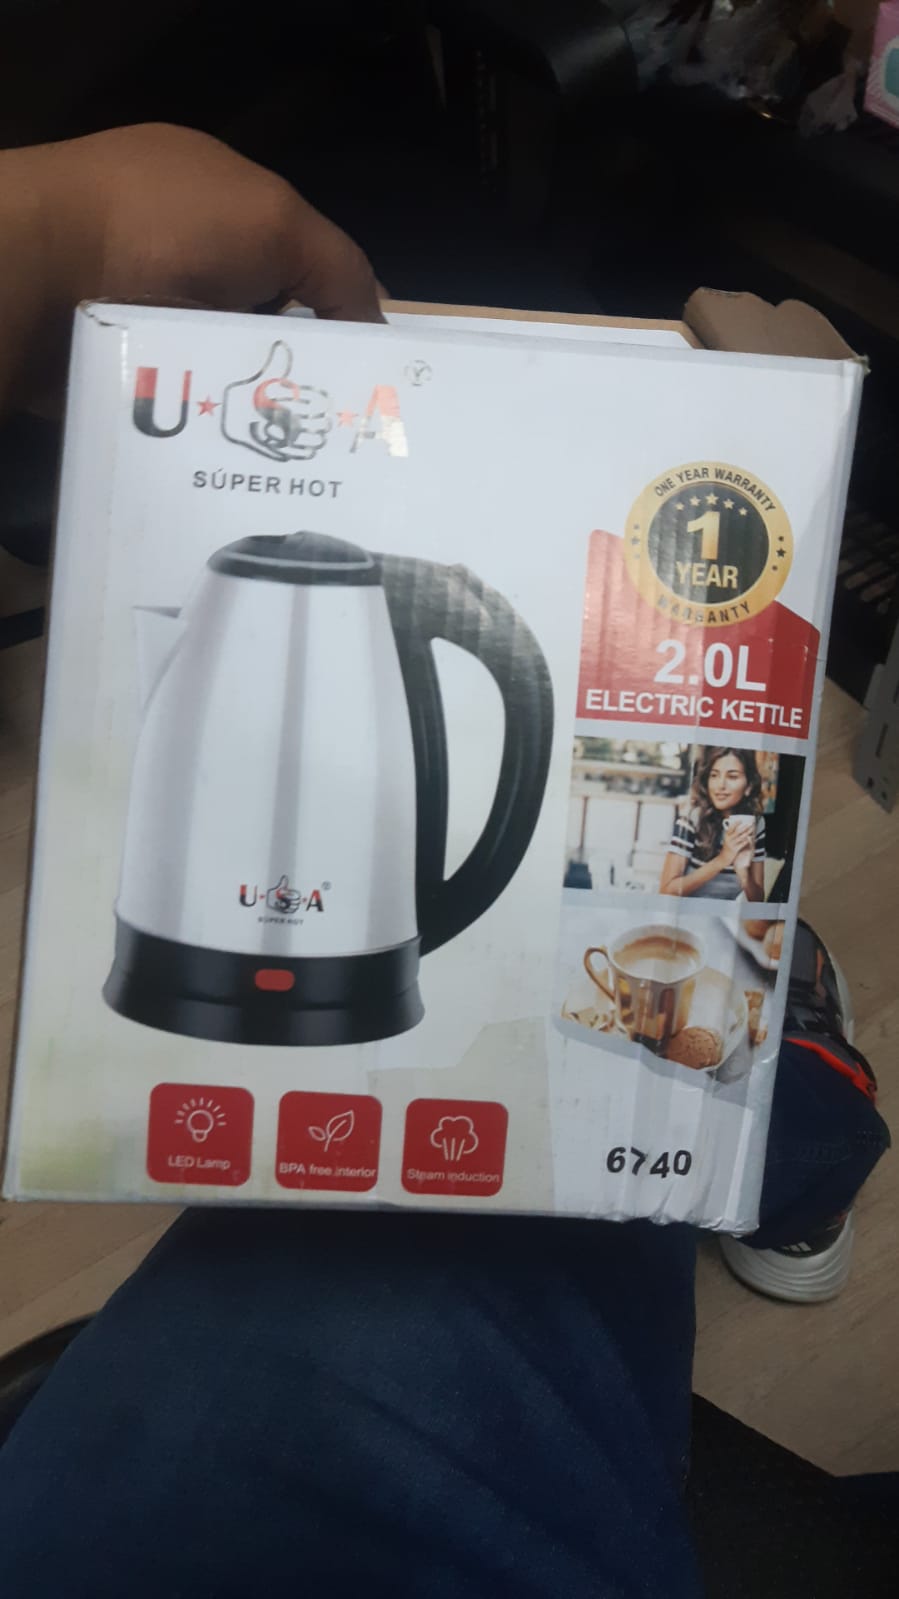 U★S★A
SÚPER HOT
ONE YEAR WARRANTY
1
YEAR
WARRANTY
2.0L
ELECTRIC KETTLE
U★S★A®
SÚPER HOT
LED Lamp
BPA free interior
Steam induction
6740